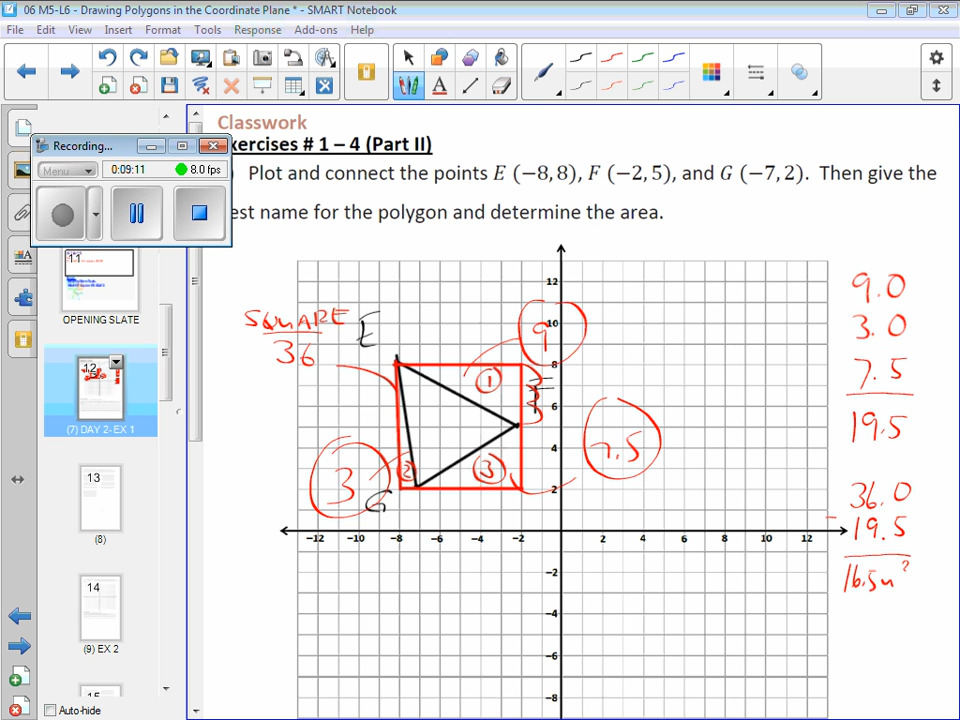 06 M5-L6 - Drawing Polygons in the Coordinate Plane * - SMART Notebook
File Edit View Insert Format Tools Response Add-ons Help
Recording...
Menu 0:09:11 8.0 fps
Classwork
xercises # 1 – 4 (Part II)
) Plot and connect the points E (−8, 8), F (−2, 5), and G (−7, 2). Then give the
est name for the polygon and determine the area.
11
OPENING SLATE
12
(7) DAY 2- EX 1
13
(8)
14
(9) EX 2
15
Auto-hide
SQUARE
36
E
9
1
F
2
3
3
G
7.5
12
10
8
6
4
2
−12 −10 −8 −6 −4 −2 2 4 6 8 10 12
−2
−4
−6
−8
9.0
3.0
7.5
19.5
36.0
- 19.5
16.5u²